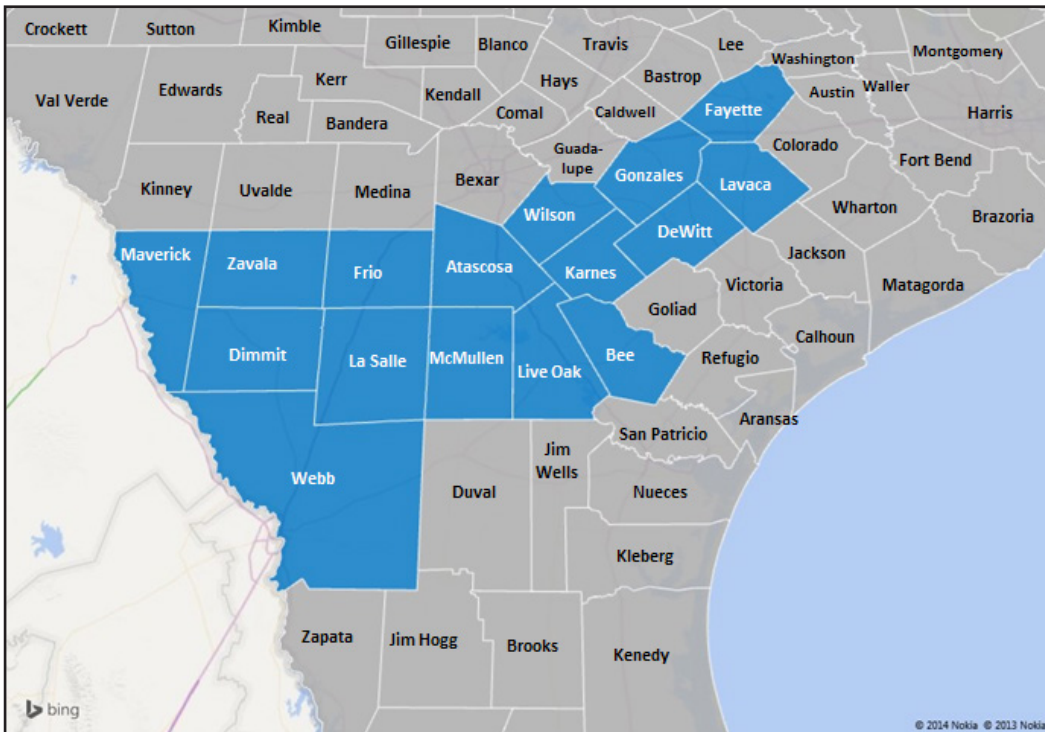 Crockett
Sutton
Kimble
Gillespie
Blanco
Travis
Lee
Washington
Montgomery
Val Verde
Edwards
Kerr
Kendall
Hays
Bastrop
Austin
Waller
Harris
Real
Bandera
Comal
Caldwell
Fayette
Colorado
Fort Bend
Kinney
Uvalde
Medina
Bexar
Guada-
lupe
Gonzales
Lavaca
Wharton
Brazoria
Maverick
Zavala
Frio
Atascosa
Wilson
Karnes
DeWitt
Jackson
Victoria
Matagorda
Goliad
Calhoun
Dimmit
La Salle
McMullen
Live Oak
Bee
Refugio
Aransas
San Patricio
Webb
Duval
Jim
Wells
Nueces
Kleberg
Zapata
Jim Hogg
Brooks
Kenedy
bing
© 2014 Nokia © 2013 Nokia